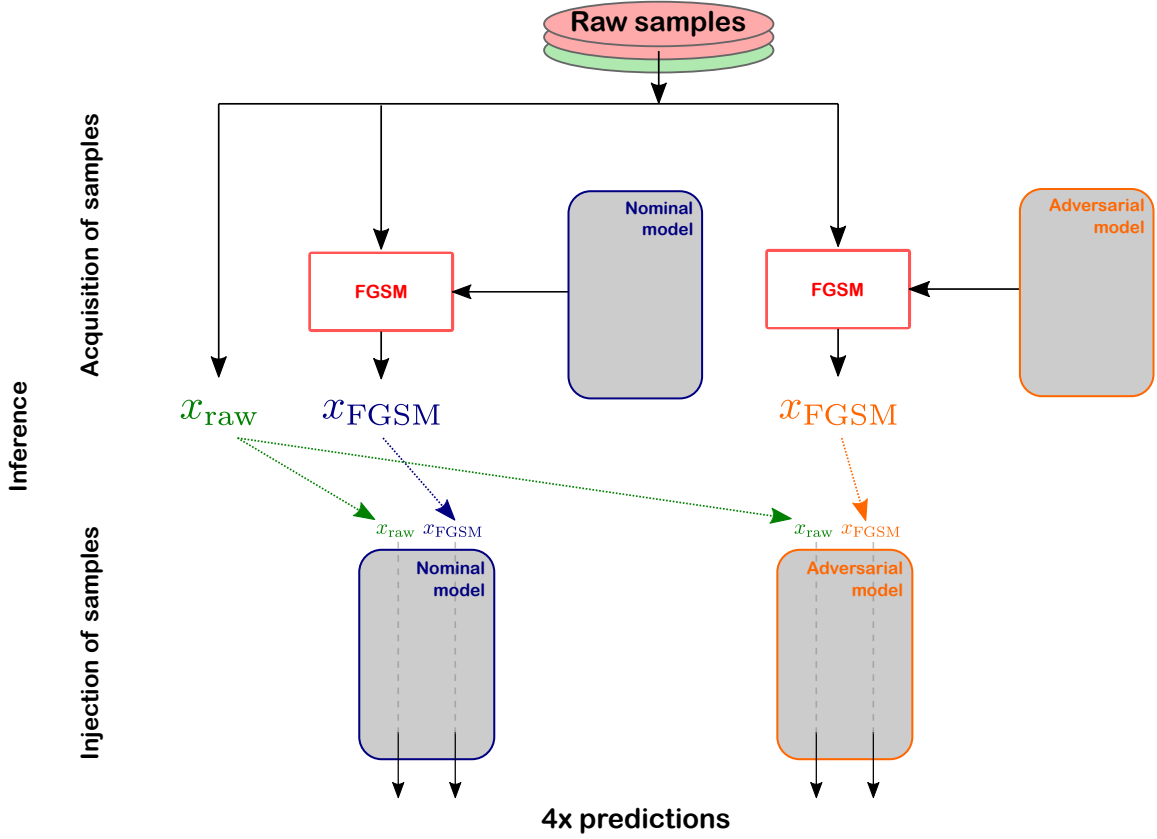 Raw samples
Acquisition of samples
Nominal
model
Adversarial
model
FGSM
FGSM
x_raw
x_FGSM
x_FGSM
Inference
Injection of samples
x_raw
x_FGSM
x_raw
x_FGSM
Nominal
model
Adversarial
model
4x predictions